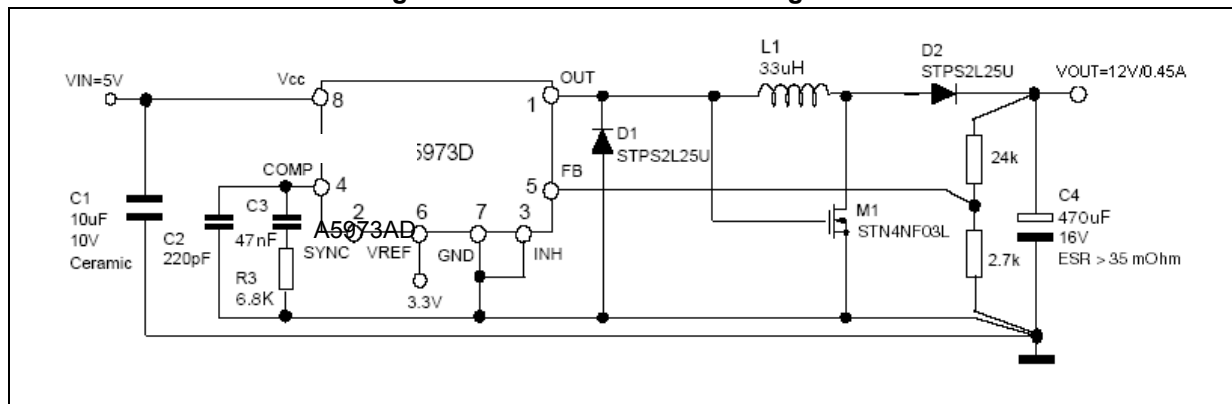 VIN=5V
Vcc
8
OUT
1
L1
33uH
D2
STPS2L25U
VOUT=12V/0.45A
D1
STPS2L25U
5973D
COMP
4
FB
5
24k
C1
10uF
10V
Ceramic
C2
220pF
C3
47nF
2
6
7
3
A5973AD
SYNC
VREF
GND
INH
R3
6.8K
3.3V
M1
STN4NF03L
2.7k
C4
470uF
16V
ESR > 35 mOhm